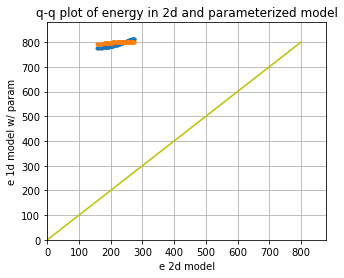 q-q plot of energy in 2d and parameterized model
800
700
600
500
400
300
200
100
0
e 1d model w/ param
0 100 200 300 400 500 600 700 800
e 2d model